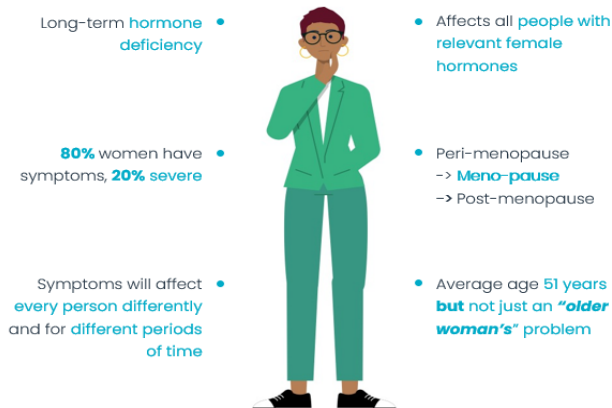 Long-term hormone
deficiency
80% women have
symptoms, 20% severe
Symptoms will affect
every person differently
and for different periods
of time
Affects all people with
relevant female
hormones
Peri-menopause
-> Meno-pause
-> Post-menopause
Average age 51 years
but not just an “older
woman’s” problem